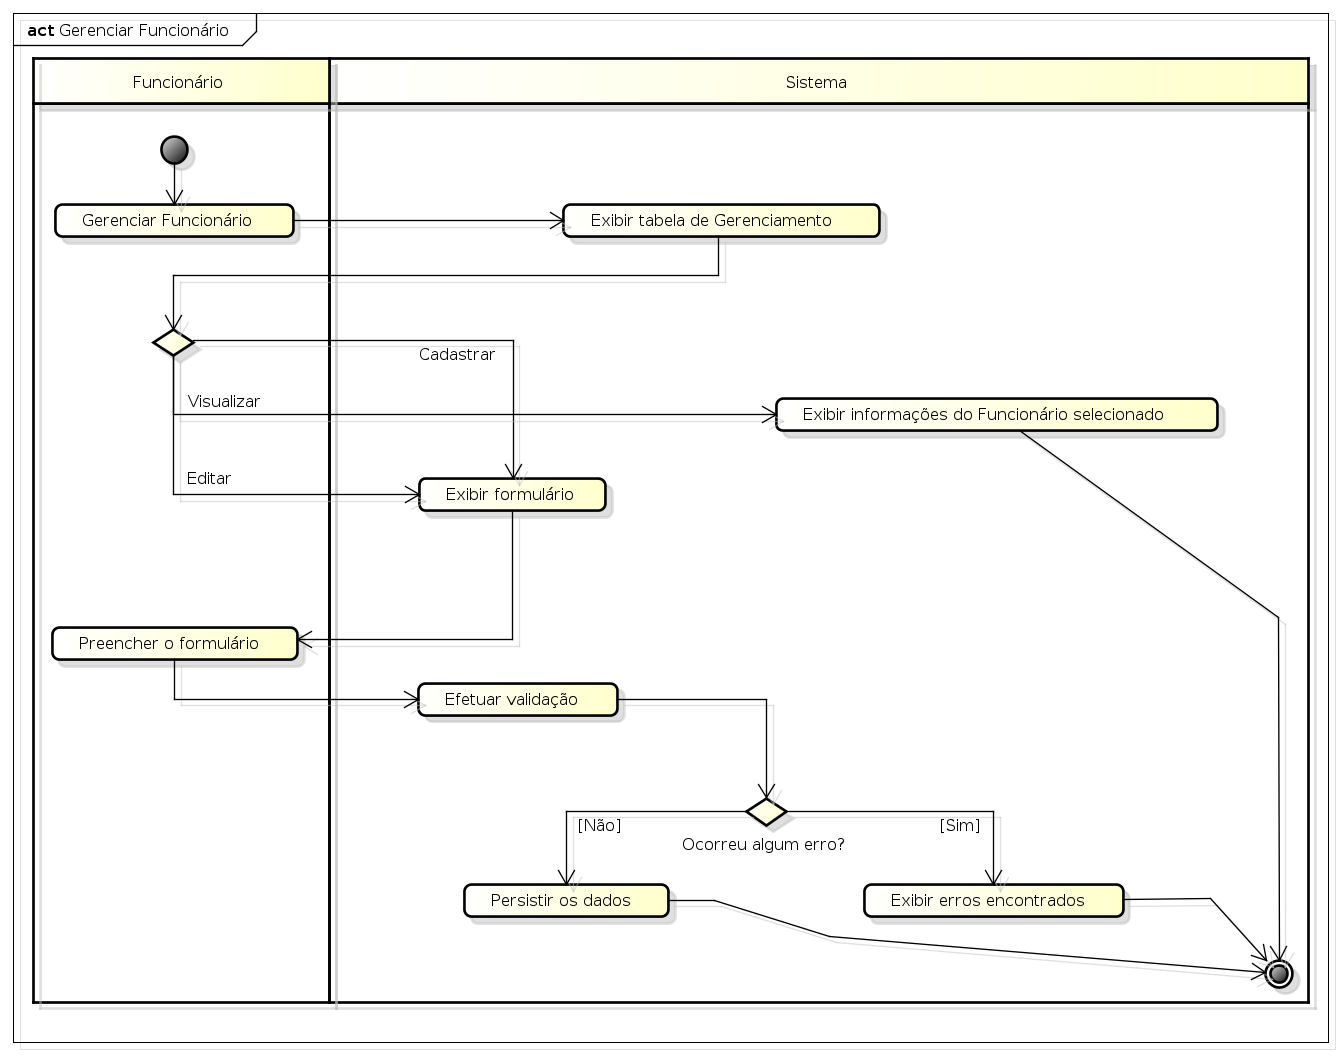 act Gerenciar Funcionário
Funcionário
Sistema
Gerenciar Funcionário
Exibir tabela de Gerenciamento
Cadastrar
Visualizar
Exibir informações do Funcionário selecionado
Editar
Exibir formulário
Preencher o formulário
Efetuar validação
[Não]
[Sim]
Ocorreu algum erro?
Persistir os dados
Exibir erros encontrados